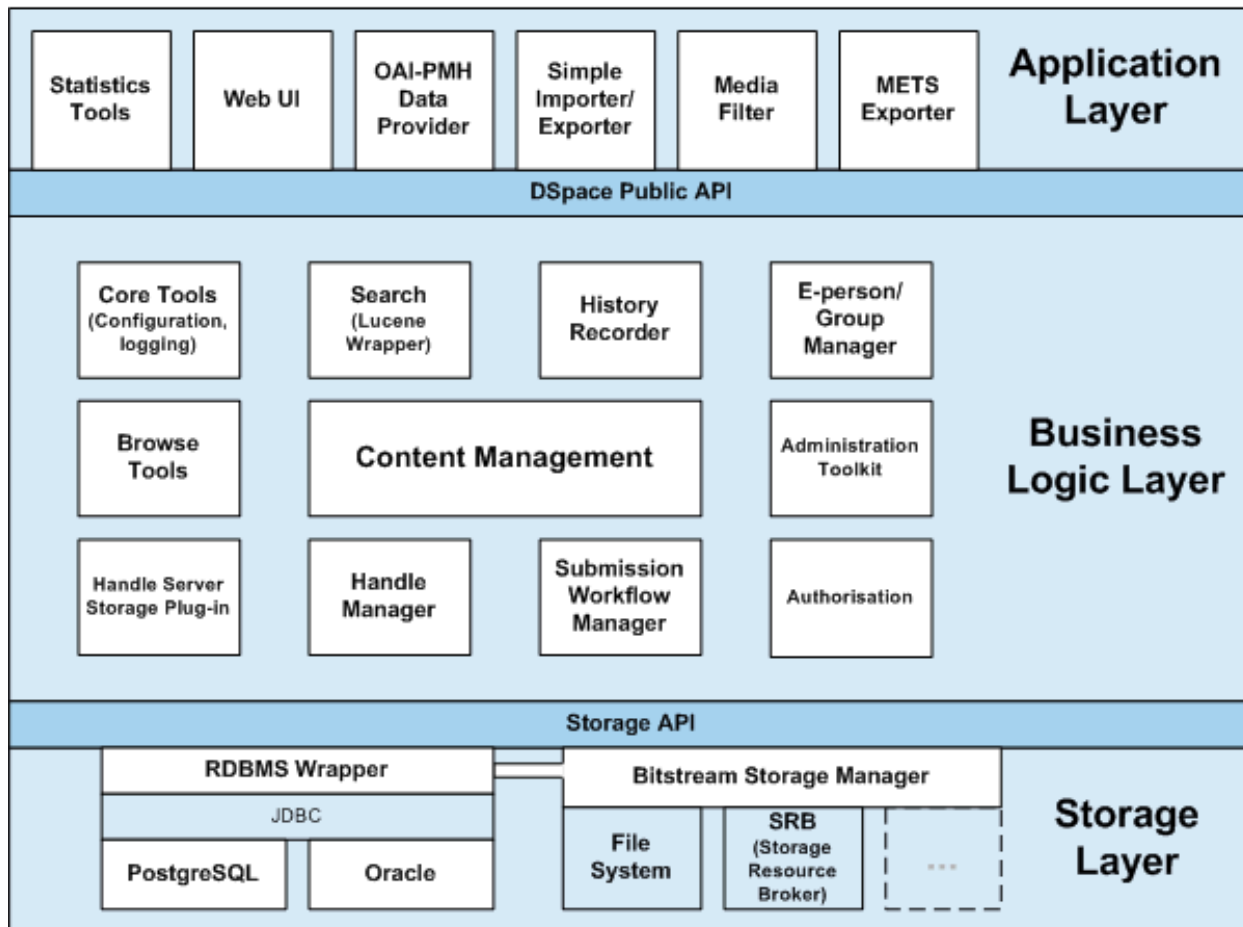 Statistics
Tools
Web UI
OAI-PMH
Data
Provider
Simple
Importer/
Exporter
Media
Filter
METS
Exporter
Application
Layer
DSpace Public API
Core Tools
(Configuration,
logging)
Search
(Lucene
Wrapper)
History
Recorder
E-person/
Group
Manager
Browse
Tools
Content Management
Administration
Toolkit
Business
Logic Layer
Handle Server
Storage Plug-in
Handle
Manager
Submission
Workflow
Manager
Authorisation
Storage API
RDBMS Wrapper
Bitstream Storage Manager
JDBC
PostgreSQL
Oracle
File
System
SRB
(Storage
Resource
Broker)
...
Storage
Layer